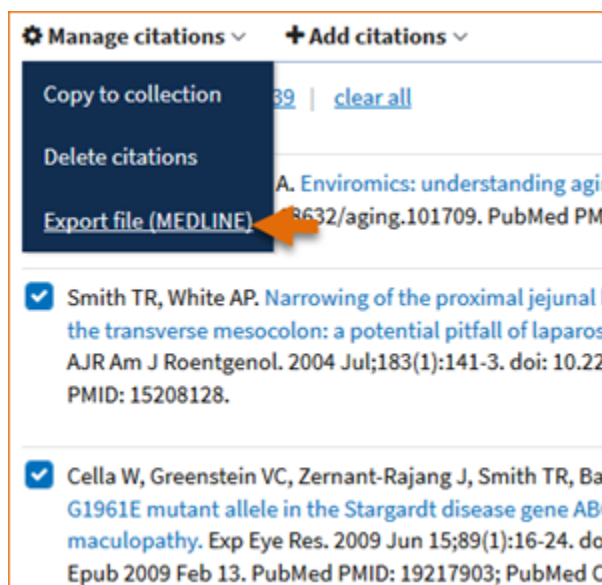 Manage citations Add citations
Copy to collection 39 | clear all
Delete citations
A. Enviromics: understanding agi
Export file (MEDLINE) 8632/aging.101709. PubMed PM
Smith TR, White AP. Narrowing of the proximal jejunal
the transverse mesocolon: a potential pitfall of laparos
AJR Am J Roentgenol. 2004 Jul;183(1):141-3. doi: 10.22
PMID: 15208128.
Cella W, Greenstein VC, Zernant-Rajang J, Smith TR, Ba
G1961E mutant allele in the Stargardt disease gene AB
maculopathy. Exp Eye Res. 2009 Jun 15;89(1):16-24. do
Epub 2009 Feb 13. PubMed PMID: 19217903; PubMed C